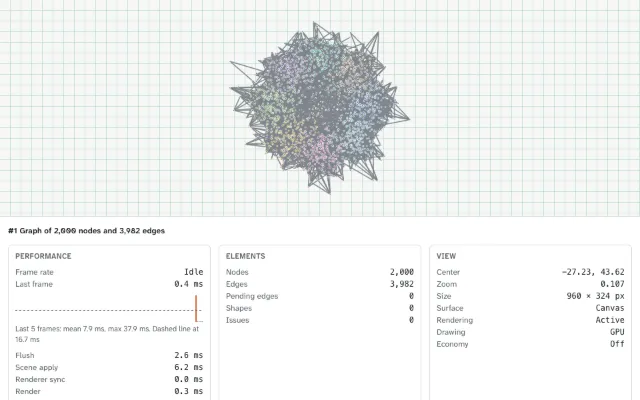 #1 Graph of 2,000 nodes and 3,982 edges
PERFORMANCE
Frame rate Idle
Last frame 0.4 ms
Last 5 frames: mean 7.9 ms, max 37.9 ms. Dashed line at
16.7 ms
Flush 2.6 ms
Scene apply 6.2 ms
Renderer sync 0.0 ms
Render 0.3 ms
ELEMENTS
Nodes 2,000
Edges 3,982
Pending edges 0
Shapes 0
Issues 0
VIEW
Center −27.23, 43.62
Zoom 0.107
Size 960 × 324 px
Surface Canvas
Rendering Active
Drawing GPU
Economy Off